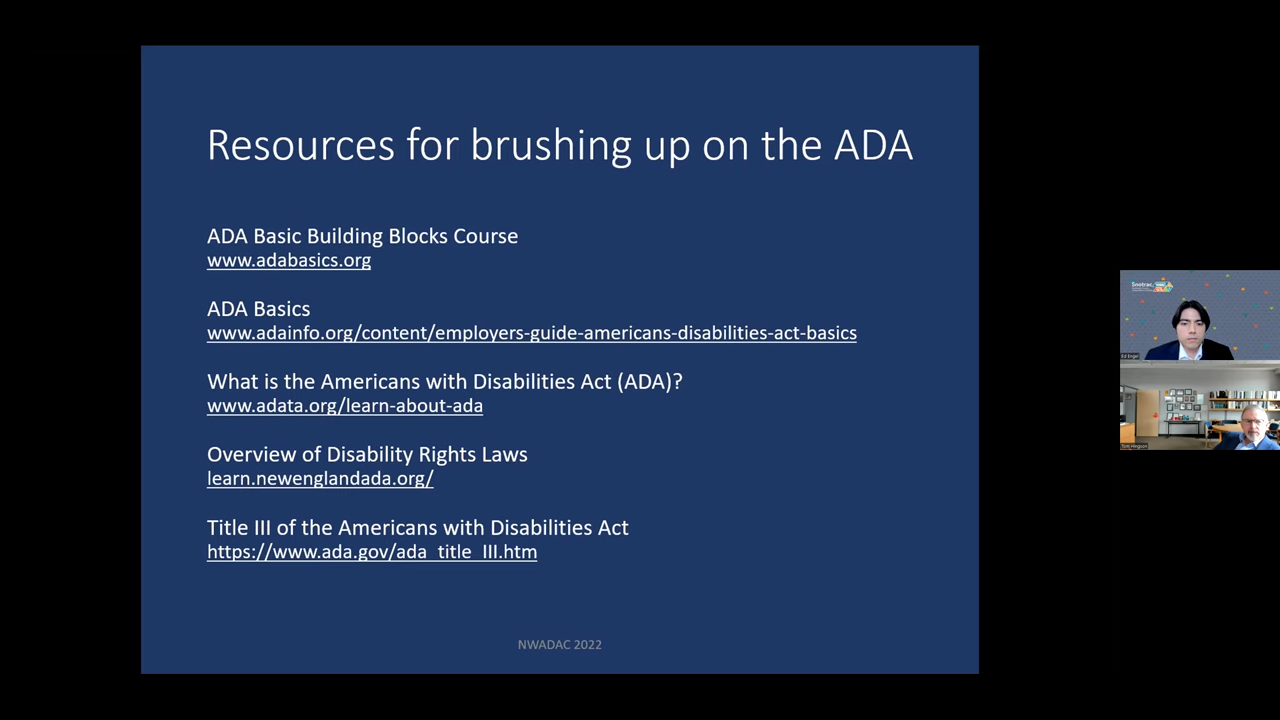 Resources for brushing up on the ADA
ADA Basic Building Blocks Course
www.adabasics.org
ADA Basics
www.adainfo.org/content/employers-guide-americans-disabilities-act-basics
What is the Americans with Disabilities Act (ADA)?
www.adata.org/learn-about-ada
Overview of Disability Rights Laws
learn.newenglandada.org/
Title III of the Americans with Disabilities Act
https://www.ada.gov/ada_title_III.htm
NWADAC 2022
Ed Engel